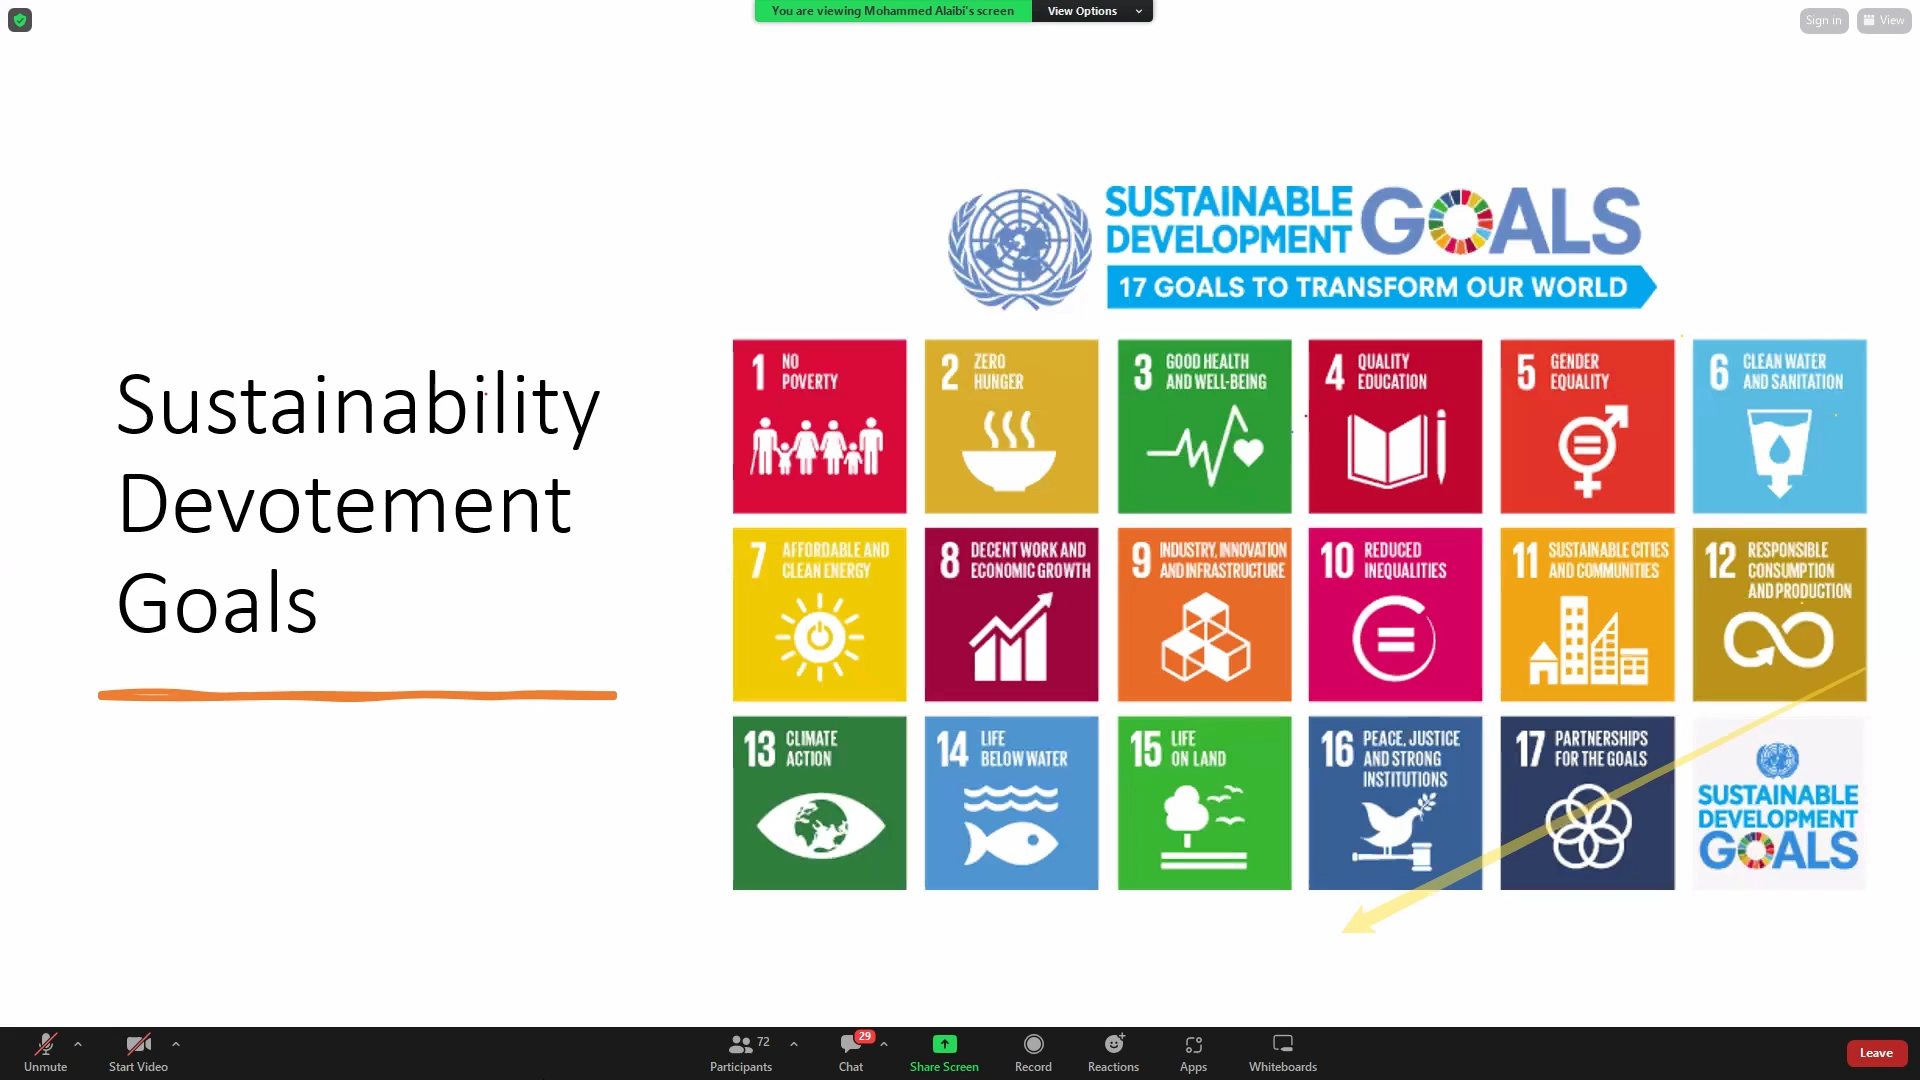 You are viewing Mohammed Alaibi's screen
View Options
Sign in
View
Sustainability
Devotement
Goals
SUSTAINABLE
DEVELOPMENT
GOALS
17 GOALS TO TRANSFORM OUR WORLD
1 NO
POVERTY
2 ZERO
HUNGER
3 GOOD HEALTH
AND WELL-BEING
4 QUALITY
EDUCATION
5 GENDER
EQUALITY
6 CLEAN WATER
AND SANITATION
7 AFFORDABLE AND
CLEAN ENERGY
8 DECENT WORK AND
ECONOMIC GROWTH
9 INDUSTRY, INNOVATION
AND INFRASTRUCTURE
10 REDUCED
INEQUALITIES
11 SUSTAINABLE CITIES
AND COMMUNITIES
12 RESPONSIBLE
CONSUMPTION
AND PRODUCTION
13 CLIMATE
ACTION
14 LIFE
BELOW WATER
15 LIFE
ON LAND
16 PEACE, JUSTICE
AND STRONG
INSTITUTIONS
17 PARTNERSHIPS
FOR THE GOALS
SUSTAINABLE
DEVELOPMENT
GOALS
Unmute
Start Video
72
Participants
29
Chat
Share Screen
Record
Reactions
Apps
Whiteboards
Leave